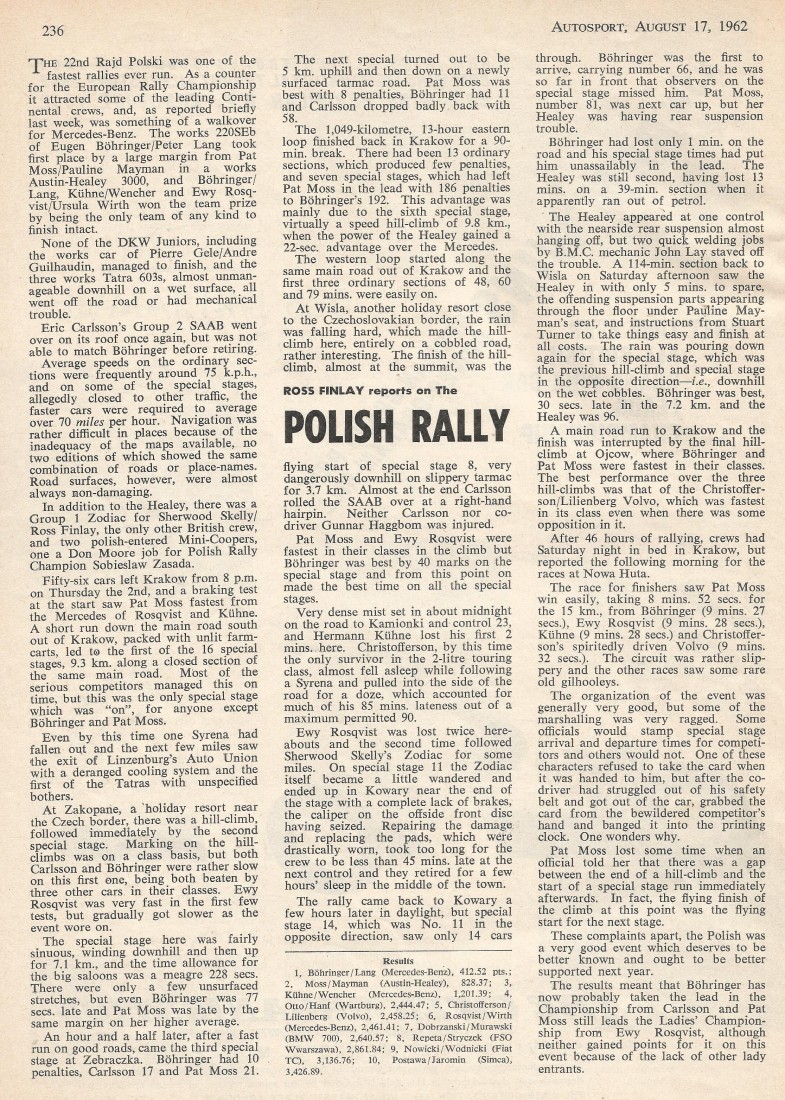 236
AUTOSPORT, AUGUST 17, 1962
THE 22nd Rajd Polski was one of the
fastest rallies ever run. As a counter
for the European Rally Championship
it attracted some of the leading Conti-
nental crews, and, as reported briefly
last week, was something of a walkover
for Mercedes-Benz. The works 220SEb
of Eugen Böhringer/Peter Lang took
first place by a large margin from Pat
Moss/Pauline Mayman in a works
Austin-Healey 3000, and Böhringer/
Lang, Kühne/Wencher and Ewy Rosq-
vist/Ursula Wirth won the team prize
by being the only team of any kind to
finish intact.
None of the DKW Juniors, including
the works car of Pierre Gele/Andre
Guilhaudin, managed to finish, and the
three works Tatra 603s, almost unman-
ageable downhill on a wet surface, all
went off the road or had mechanical
trouble.
Eric Carlsson's Group 2 SAAB went
over on its roof once again, but was not
able to match Böhringer before retiring.
Average speeds on the ordinary sec-
tions were frequently around 75 k.p.h.,
and on some of the special stages,
allegedly closed to other traffic, the
faster cars were required to average
over 70 miles per hour. Navigation was
rather difficult in places because of the
inadequacy of the maps available, no
two editions of which showed the same
combination of roads or place-names.
Road surfaces, however, were almost
always non-damaging.
In addition to the Healey, there was a
Group 1 Zodiac for Sherwood Skelly/
Ross Finlay, the only other British crew,
and two polish-entered Mini-Coopers,
one a Don Moore job for Polish Rally
Champion Sobieslaw Zasada.
Fifty-six cars left Krakow from 8 p.m.
on Thursday the 2nd, and a braking test
at the start saw Pat Moss fastest from
the Mercedes of Rosqvist and Kühne.
A short run down the main road south
out of Krakow, packed with unlit farm-
carts, led to the first of the 16 special
stages, 9.3 km. along a closed section of
the same main road. Most of the
serious competitors managed this on
time, but this was the only special stage
which was "on", for anyone except
Böhringer and Pat Moss.
Even by this time one Syrena had
fallen out and the next few miles saw
the exit of Linzenburg's Auto Union
with a deranged cooling system and the
first of the Tatras with unspecified
bothers.
At Zakopane, a holiday resort near
the Czech border, there was a hill-climb,
followed immediately by the second
special stage. Marking on the hill-
climbs was on a class basis, but both
Carlsson and Böhringer were rather slow
on this first one, being both beaten by
three other cars in their classes. Ewy
Rosqvist was very fast in the first few
tests, but gradually got slower as the
event wore on.
The special stage here was fairly
sinuous, winding downhill and then up
for 7.1 km., and the time allowance for
the big saloons was a meagre 228 secs.
There were only a few unsurfaced
stretches, but even Böhringer was 77
secs. late and Pat Moss was late by the
same margin on her higher average.
An hour and a half later, after a fast
run on good roads, came the third special
stage at Zebraczka. Böhringer had 10
penalties, Carlsson 17 and Pat Moss 21.
The next special turned out to be
5 km. uphill and then down on a newly
surfaced tarmac road. Pat Moss was
best with 8 penalties, Böhringer had 11
and Carlsson dropped badly back with
58.
The 1,049-kilometre, 13-hour eastern
loop finished back in Krakow for a 90-
min. break. There had been 13 ordinary
sections, which produced few penalties,
and seven special stages, which had left
Pat Moss in the lead with 186 penalties
to Böhringer's 192. This advantage was
mainly due to the sixth special stage,
virtually a speed hill-climb of 9.8 km.,
when the power of the Healey gained a
22-sec. advantage over the Mercedes.
The western loop started along the
same main road out of Krakow and the
first three ordinary sections of 48, 60
and 79 mins. were easily on.
At Wisla, another holiday resort close
to the Czechoslovakian border, the rain
was falling hard, which made the hill-
climb here, entirely on a cobbled road,
rather interesting. The finish of the hill-
climb, almost at the summit, was the
ROSS FINLAY reports on The
POLISH RALLY
flying start of special stage 8, very
dangerously downhill on slippery tarmac
for 3.7 km. Almost at the end Carlsson
rolled the SAAB over at a right-hand
hairpin. Neither Carlsson nor co-
driver Gunnar Haggbom was injured.
Pat Moss and Ewy Rosqvist were
fastest in their classes in the climb but
Böhringer was best by 40 marks on the
special stage and from this point on
made the best time on all the special
stages.
Very dense mist set in about midnight
on the road to Kamionki and control 23,
and Hermann Kühne lost his first 2
mins. here. Christofferson, by this time
the only survivor in the 2-litre touring
class, almost fell asleep while following
a Syrena and pulled into the side of the
road for a doze, which accounted for
much of his 85 mins. lateness out of a
maximum permitted 90.
Ewy Rosqvist was lost twice here-
abouts and the second time followed
Sherwood Skelly's Zodiac for some
miles. On special stage 11 the Zodiac
itself became a little wandered and
ended up in Kowary near the end of
the stage with a complete lack of brakes,
the caliper on the offside front disc
having seized. Repairing the damage
and replacing the pads, which were
drastically worn, took too long for the
crew to be less than 45 mins. late at the
next control and they retired for a few
hours' sleep in the middle of the town.
The rally came back to Kowary a
few hours later in daylight, but special
stage 14, which was No. 11 in the
opposite direction, saw only 14 cars
Results
1, Böhringer/Lang (Mercedes-Benz), 412.52 pts.;
2, Moss/Mayman (Austin-Healey), 828.37; 3,
Kühne/Wencher (Mercedes-Benz), 1,201.39; 4,
Otto/Hanf (Wartburg), 2,444.47; 5, Christofferson/
Lilienberg (Volvo), 2,458.25; 6, Rosqvist/Wirth
(Mercedes-Benz), 2,461.41; 7, Dobrzanski/Murawski
(BMW 700), 2,640.57; 8, Repeta/Stryczek (FSO
Wwarszawa), 2,861.84; 9, Nowicki/Wodnicki (Fiat
TC), 3,136.76; 10, Postawa/Jaromin (Simca),
3,426.89.
through. Böhringer was the first to
arrive, carrying number 66, and he was
so far in front that observers on the
special stage missed him. Pat Moss,
number 81, was next car up, but her
Healey was having rear suspension
trouble.
Böhringer had lost only 1 min. on the
road and his special stage times had put
him unassailably in the lead. The
Healey was still second, having lost 13
mins. on a 39-min. section when it
apparently ran out of petrol.
The Healey appeared at one control
with the nearside rear suspension almost
hanging off, but two quick welding jobs
by B.M.C. mechanic John Lay staved off
the trouble. A 114-min. section back to
Wisla on Saturday afternoon saw the
Healey in with only 5 mins. to spare,
the offending suspension parts appearing
through the floor under Pauline May-
man's seat, and instructions from Stuart
Turner to take things easy and finish at
all costs. The rain was pouring down
again for the special stage, which was
the previous hill-climb and special stage
in the opposite direction—i.e., downhill
on the wet cobbles. Böhringer was best,
30 secs. late in the 7.2 km. and the
Healey was 96.
A main road run to Krakow and the
finish was interrupted by the final hill-
climb at Ojcow, where Böhringer and
Pat Moss were fastest in their classes.
The best performance over the three
hill-climbs was that of the Christoffer-
son/Lilienberg Volvo, which was fastest
in its class even when there was some
opposition in it.
After 46 hours of rallying, crews had
Saturday night in bed in Krakow, but
reported the following morning for the
races at Nowa Huta.
The race for finishers saw Pat Moss
win easily, taking 8 mins. 52 secs. for
the 15 km., from Böhringer (9 mins. 27
secs.), Ewy Rosqvist (9 mins. 28 secs.),
Kühne (9 mins. 28 secs.) and Christoffer-
son's spiritedly driven Volvo (9 mins.
32 secs.). The circuit was rather slip-
pery and the other races saw some rare
old gilhooleys.
The organization of the event was
generally very good, but some of the
marshalling was very ragged. Some
officials would stamp special stage
arrival and departure times for competi-
tors and others would not. One of these
characters refused to take the card when
it was handed to him, but after the co-
driver had struggled out of his safety
belt and got out of the car, grabbed the
card from the bewildered competitor's
hand and banged it into the printing
clock. One wonders why.
Pat Moss lost some time when an
official told her that there was a gap
between the end of a hill-climb and the
start of a special stage run immediately
afterwards. In fact, the flying finish of
the climb at this point was the flying
start for the next stage.
These complaints apart, the Polish was
a very good event which deserves to be
better known and ought to be better
supported next year.
The results meant that Böhringer has
now probably taken the lead in the
Championship from Carlsson and Pat
Moss still leads the Ladies' Champion-
ship from Ewy Rosqvist, although
neither gained points for it on this
event because of the lack of other lady
entrants.